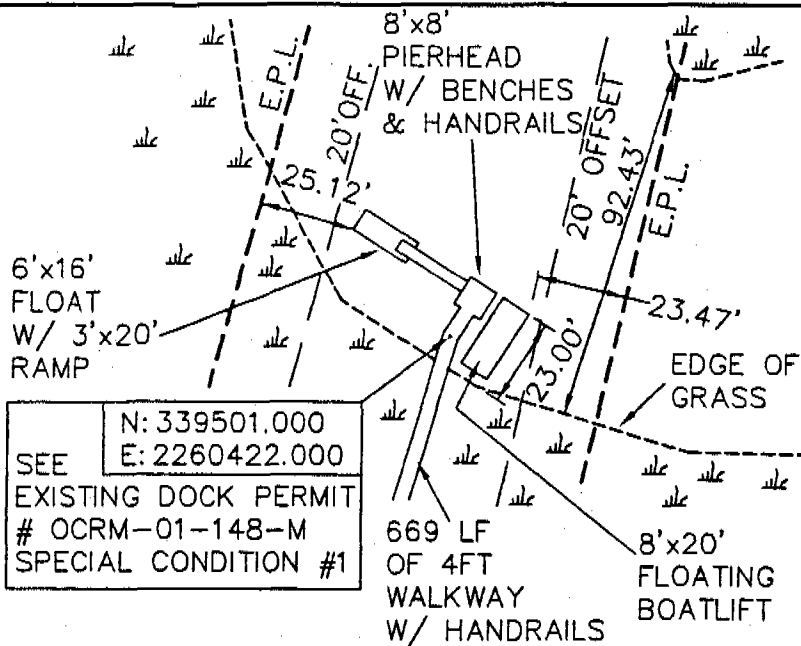 8'x8'
PIERHEAD
W/ BENCHES
& HANDRAILS
E.P.L.
20'OFF.
25.12'
20' OFFSET
92.43'
E.P.L.
6'x16'
FLOAT
W/ 3'x20'
RAMP
23.47'
23.00'
EDGE OF
GRASS
N: 339501.000
E: 2260422.000
SEE
EXISTING DOCK PERMIT
# OCRM-01-148-M
SPECIAL CONDITION #1
669 LF
OF 4FT
WALKWAY
W/ HANDRAILS
8'x20'
FLOATING
BOATLIFT